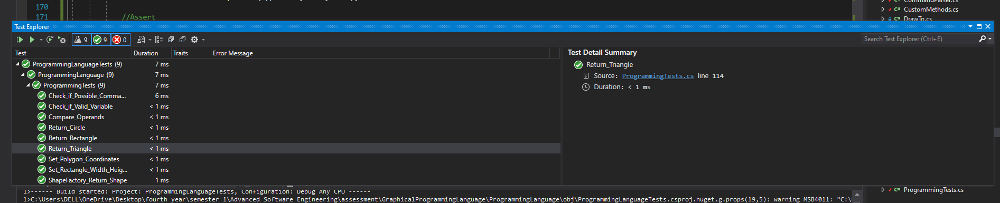 170
171 //Assert
CommandParser.cs
CustomMethods.cs
DrawTo.cs
Test Explorer
9 9 0
Search Test Explorer (Ctrl+E)
Test Duration Traits Error Message
ProgrammingLanguageTests (9) 7 ms
ProgrammingLanguage (9) 7 ms
ProgrammingTests (9) 7 ms
Check_if_Possible_Comma... 6 ms
Check_if_Valid_Variable < 1 ms
Compare_Operands < 1 ms
Return_Circle < 1 ms
Return_Rectangle < 1 ms
Return_Triangle < 1 ms
Set_Polygon_Coordinates < 1 ms
Set_Rectangle_Width_Heig... < 1 ms
ShapeFactory_Return_Shape 1 ms
Test Detail Summary
Return_Triangle
Source: ProgrammingTests.cs line 114
Duration: < 1 ms
1>------ Build started: Project: ProgrammingLanguageTests, Configuration: Debug Any CPU ------
1>C:\Users\DELL\OneDrive\Desktop\fourth year\semester 1\Advanced Software Engineering\assessment\GraphicalProgrammingLanguage\ProgrammingLanguage\obj\ProgrammingLanguageTests.csproj.nuget.g.props(19,5): warning MSB4011: "C:\
C# ProgrammingTests.cs